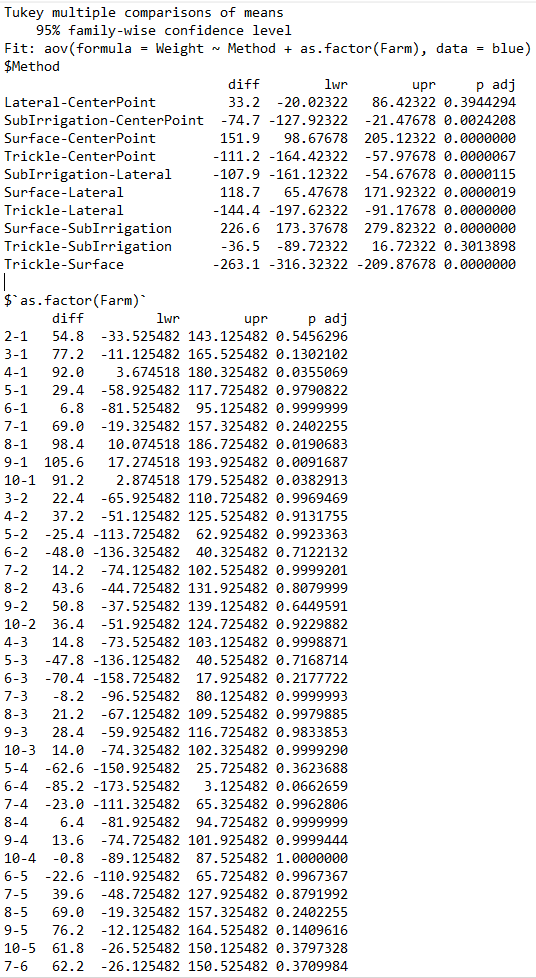 Tukey multiple comparisons of means
    95% family-wise confidence level
Fit: aov(formula = Weight ~ Method + as.factor(Farm), data = blue)
$Method
                            diff        lwr        upr     p adj
Lateral-CenterPoint         33.2  -20.02322   86.42322 0.3944294
SubIrrigation-CenterPoint  -74.7 -127.92322  -21.47678 0.0024208
Surface-CenterPoint        151.9   98.67678  205.12322 0.0000000
Trickle-CenterPoint       -111.2 -164.42322  -57.97678 0.0000067
SubIrrigation-Lateral     -107.9 -161.12322  -54.67678 0.0000115
Surface-Lateral            118.7   65.47678  171.92322 0.0000019
Trickle-Lateral           -144.4 -197.62322  -91.17678 0.0000000
Surface-SubIrrigation      226.6  173.37678  279.82322 0.0000000
Trickle-SubIrrigation      -36.5  -89.72322   16.72322 0.3013898
Trickle-Surface           -263.1 -316.32322 -209.87678 0.0000000
$`as.factor(Farm)`
      diff         lwr        upr     p adj
2-1   54.8  -33.525482 143.125482 0.5456296
3-1   77.2  -11.125482 165.525482 0.1302102
4-1   92.0    3.674518 180.325482 0.0355069
5-1   29.4  -58.925482 117.725482 0.9790822
6-1    6.8  -81.525482  95.125482 0.9999999
7-1   69.0  -19.325482 157.325482 0.2402255
8-1   98.4   10.074518 186.725482 0.0190683
9-1  105.6   17.274518 193.925482 0.0091687
10-1  91.2    2.874518 179.525482 0.0382913
3-2   22.4  -65.925482 110.725482 0.9969469
4-2   37.2  -51.125482 125.525482 0.9131755
5-2  -25.4 -113.725482  62.925482 0.9923363
6-2  -48.0 -136.325482  40.325482 0.7122132
7-2   14.2  -74.125482 102.525482 0.9999201
8-2   43.6  -44.725482 131.925482 0.8079999
9-2   50.8  -37.525482 139.125482 0.6449591
10-2  36.4  -51.925482 124.725482 0.9229882
4-3   14.8  -73.525482 103.125482 0.9998871
5-3  -47.8 -136.125482  40.525482 0.7168714
6-3  -70.4 -158.725482  17.925482 0.2177722
7-3   -8.2  -96.525482  80.125482 0.9999993
8-3   21.2  -67.125482 109.525482 0.9979885
9-3   28.4  -59.925482 116.725482 0.9833853
10-3  14.0  -74.325482 102.325482 0.9999290
5-4  -62.6 -150.925482  25.725482 0.3623688
6-4  -85.2 -173.525482   3.125482 0.0662659
7-4  -23.0 -111.325482  65.325482 0.9962806
8-4    6.4  -81.925482  94.725482 0.9999999
9-4   13.6  -74.725482 101.925482 0.9999444
10-4  -0.8  -89.125482  87.525482 1.0000000
6-5  -22.6 -110.925482  65.725482 0.9967367
7-5   39.6  -48.725482 127.925482 0.8791992
8-5   69.0  -19.325482 157.325482 0.2402255
9-5   76.2  -12.125482 164.525482 0.1409616
10-5  61.8  -26.525482 150.125482 0.3797328
7-6   62.2  -26.125482 150.525482 0.3709984